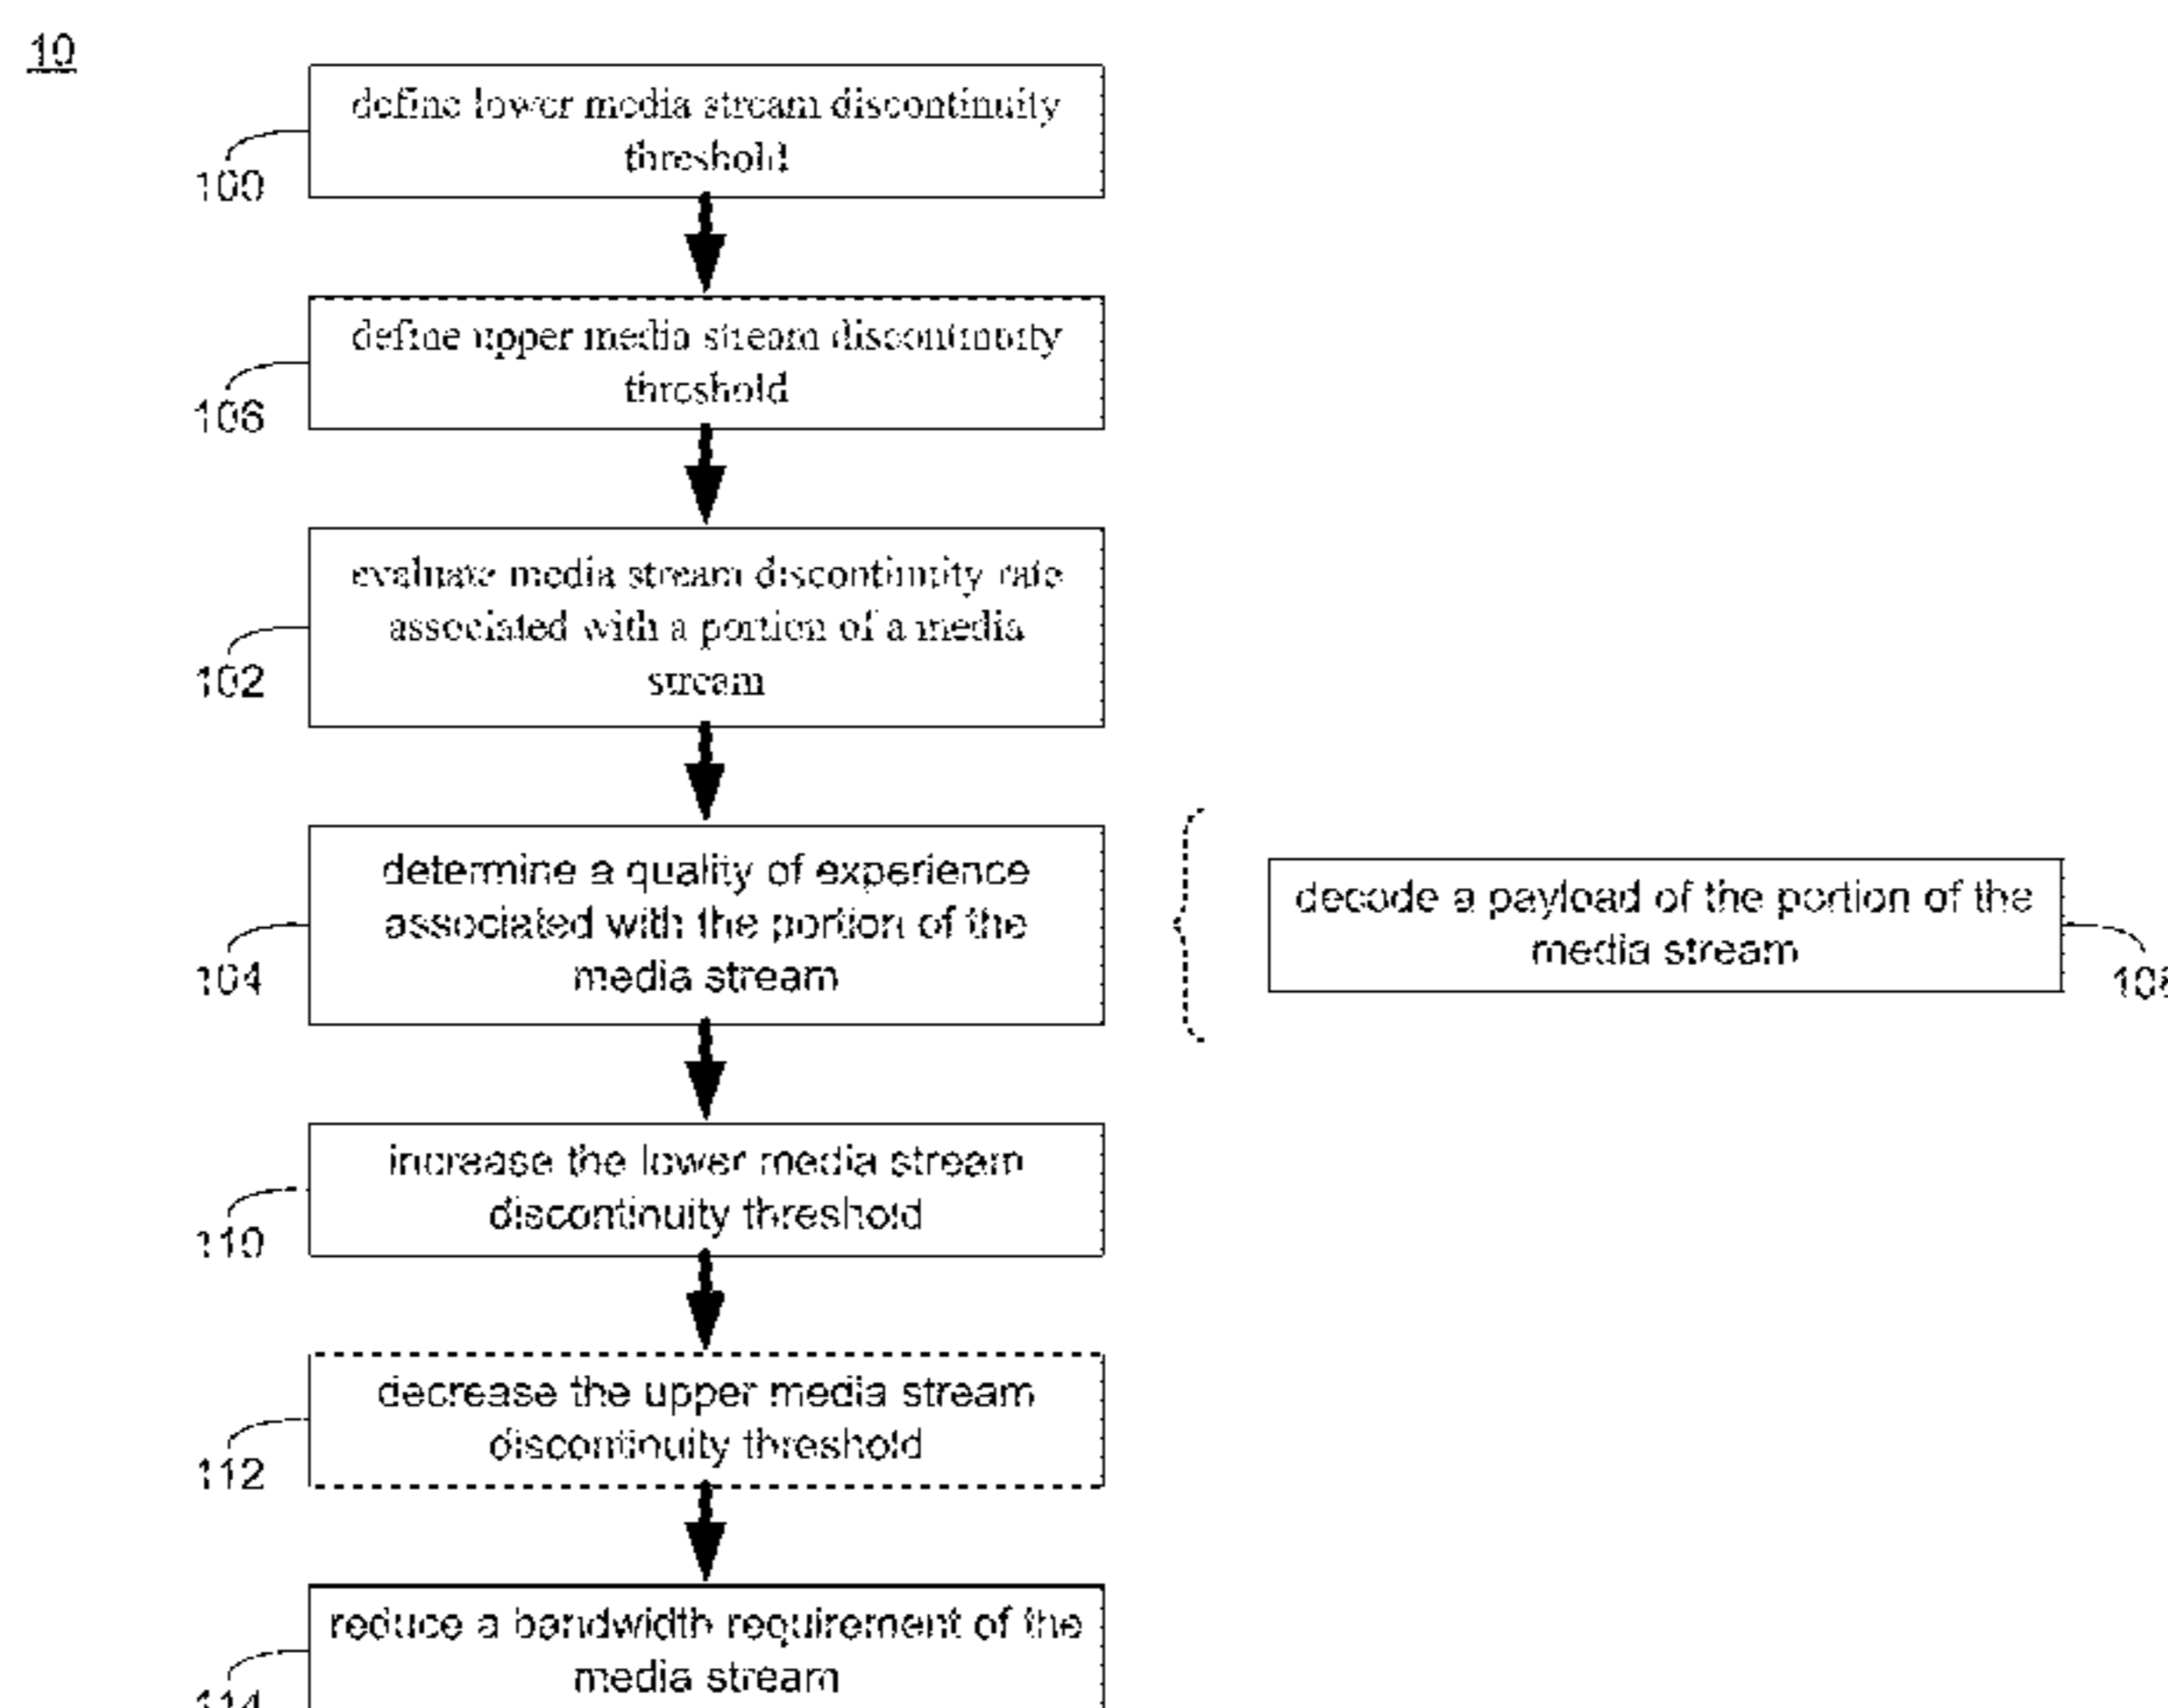 10
define lower media stream discontinuity
threshold
100
define upper media stream discontinuity
threshold
106
evaluate media stream discontinuity rate
associated with a portion of a media
stream
102
determine a quality of experience
associated with the portion of the
media stream
104
decode a payload of the portion of the
media stream
increase the lower media stream
discontinuity threshold
110
decrease the upper media stream
discontinuity threshold
112
reduce a bandwidth requirement of the
media stream
114